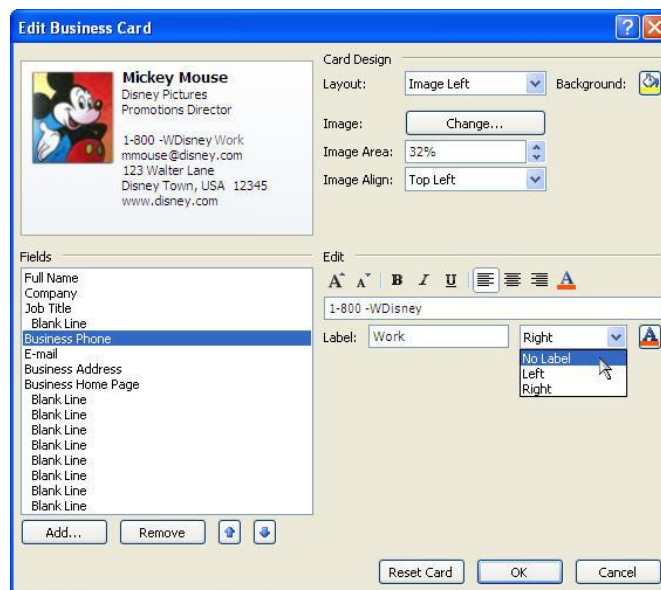 Edit Business Card
Mickey Mouse
Disney Pictures
Promotions Director
1-800 -WDisney Work
mmouse@disney.com
123 Walter Lane
Disney Town, USA 12345
www.disney.com
Card Design
Layout: Image Left Background:
Image: Change...
Image Area: 32%
Image Align: Top Left
Fields
Full Name
Company
Job Title
Blank Line
Business Phone
E-mail
Business Address
Business Home Page
Blank Line
Blank Line
Blank Line
Blank Line
Blank Line
Blank Line
Blank Line
Blank Line
Add... Remove
Edit
A A B I U A
1-800 -WDisney
Label: Work Right A
No Label
Left
Right
Reset Card OK Cancel